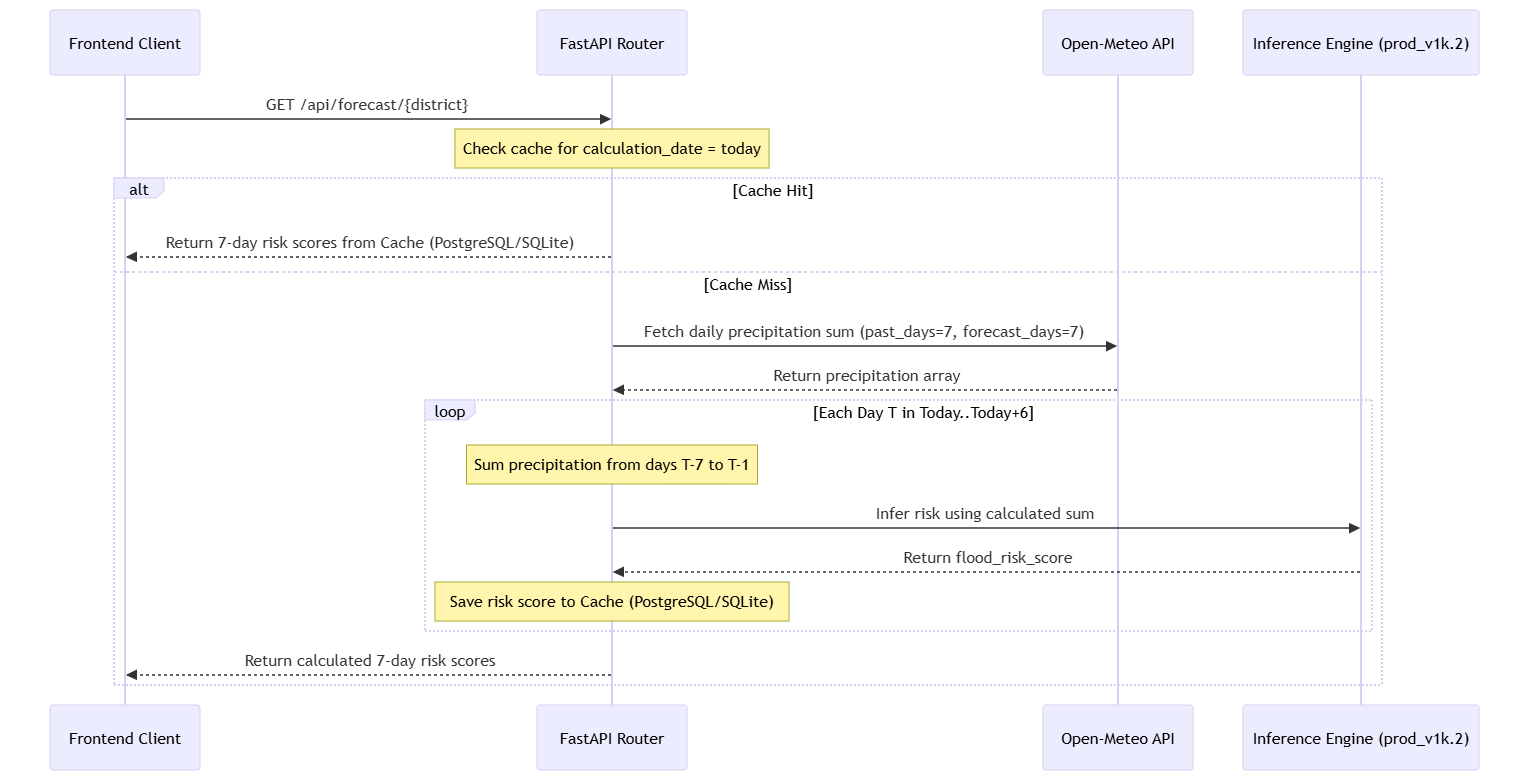 Frontend Client
FastAPI Router
Open-Meteo API
Inference Engine (prod_v1k.2)
GET /api/forecast/{district}
Check cache for calculation_date = today
alt
[Cache Hit]
Return 7-day risk scores from Cache (PostgreSQL/SQLite)
[Cache Miss]
Fetch daily precipitation sum (past_days=7, forecast_days=7)
Return precipitation array
loop
[Each Day T in Today..Today+6]
Sum precipitation from days T-7 to T-1
Infer risk using calculated sum
Return flood_risk_score
Save risk score to Cache (PostgreSQL/SQLite)
Return calculated 7-day risk scores
Frontend Client
FastAPI Router
Open-Meteo API
Inference Engine (prod_v1k.2)